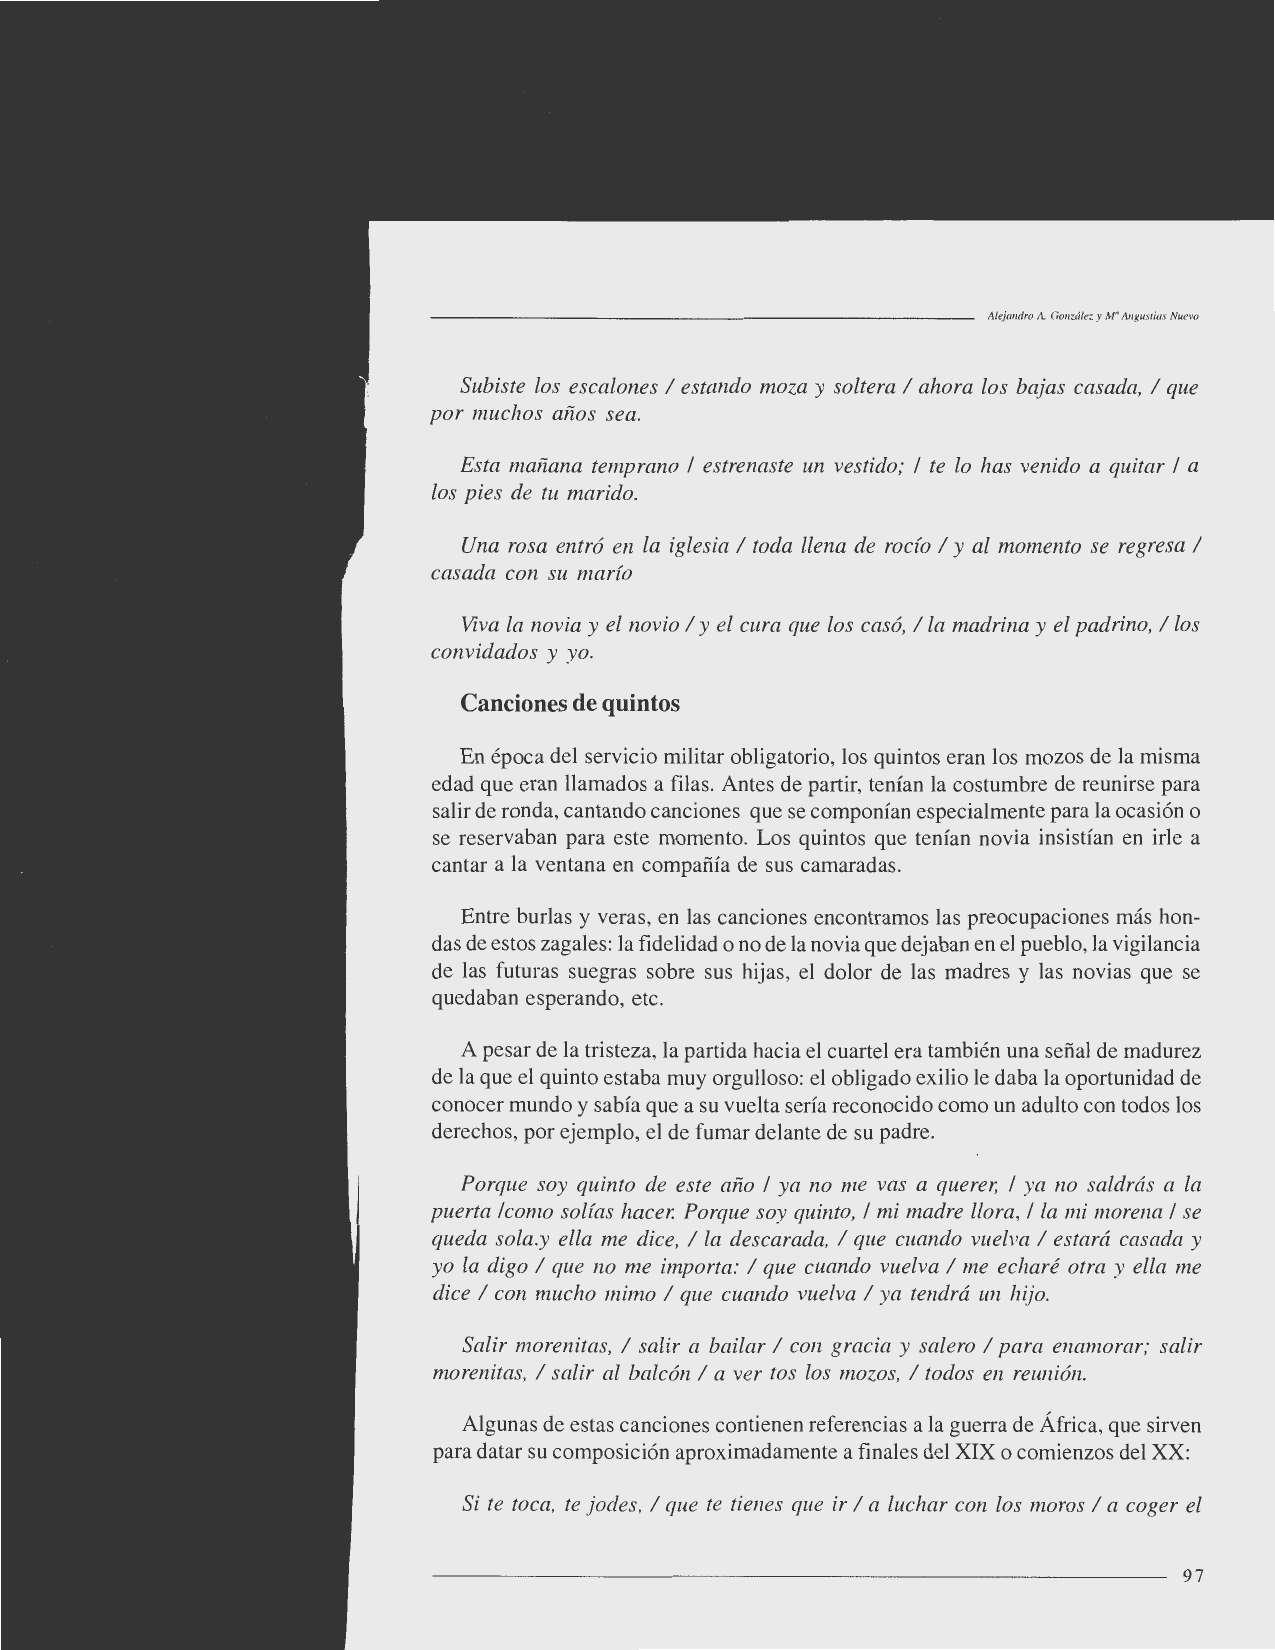 Alejandro A. González y Mª Angustias Nuevo
Subiste los escalones / estando moza y soltera / ahora los bajas casada, / que
por muchos años sea.
Esta mañana temprano / estrenaste un vestido; / te lo has venido a quitar / a
los pies de tu marido.
Una rosa entró en la iglesia / toda llena de rocío / y al momento se regresa /
casada con su marío
Viva la novia y el novio / y el cura que los casó, / la madrina y el padrino, / los
convidados y yo.
Canciones de quintos
En época del servicio militar obligatorio, los quintos eran los mozos de la misma
edad que eran llamados a filas. Antes de partir, tenían la costumbre de reunirse para
salir de ronda, cantando canciones que se componían especialmente para la ocasión o
se reservaban para este momento. Los quintos que tenían novia insistían en irle a
cantar a la ventana en compañía de sus camaradas.
Entre burlas y veras, en las canciones encontramos las preocupaciones más hon-
das de estos zagales: la fidelidad o no de la novia que dejaban en el pueblo, la vigilancia
de las futuras suegras sobre sus hijas, el dolor de las madres y las novias que se
quedaban esperando, etc.
A pesar de la tristeza, la partida hacia el cuartel era también una señal de madurez
de la que el quinto estaba muy orgulloso: el obligado exilio le daba la oportunidad de
conocer mundo y sabía que a su vuelta sería reconocido como un adulto con todos los
derechos, por ejemplo, el de fumar delante de su padre.
Porque soy quinto de este año / ya no me vas a querer, / ya no saldrás a la
puerta /como solías hacer. Porque soy quinto, / mi madre llora, / la mi morena / se
queda sola.y ella me dice, / la descarada, / que cuando vuelva / estará casada y
yo la digo / que no me importa: / que cuando vuelva / me echaré otra y ella me
dice / con mucho mimo / que cuando vuelva / ya tendrá un hijo.
Salir morenitas, / salir a bailar / con gracia y salero / para enamorar; salir
morenitas, / salir al balcón / a ver tos los mozos, / todos en reunión.
Algunas de estas canciones contienen referencias a la guerra de África, que sirven
para datar su composición aproximadamente a finales del XIX o comienzos del XX:
Si te toca, te jodes, / que te tienes que ir / a luchar con los moros / a coger el
97